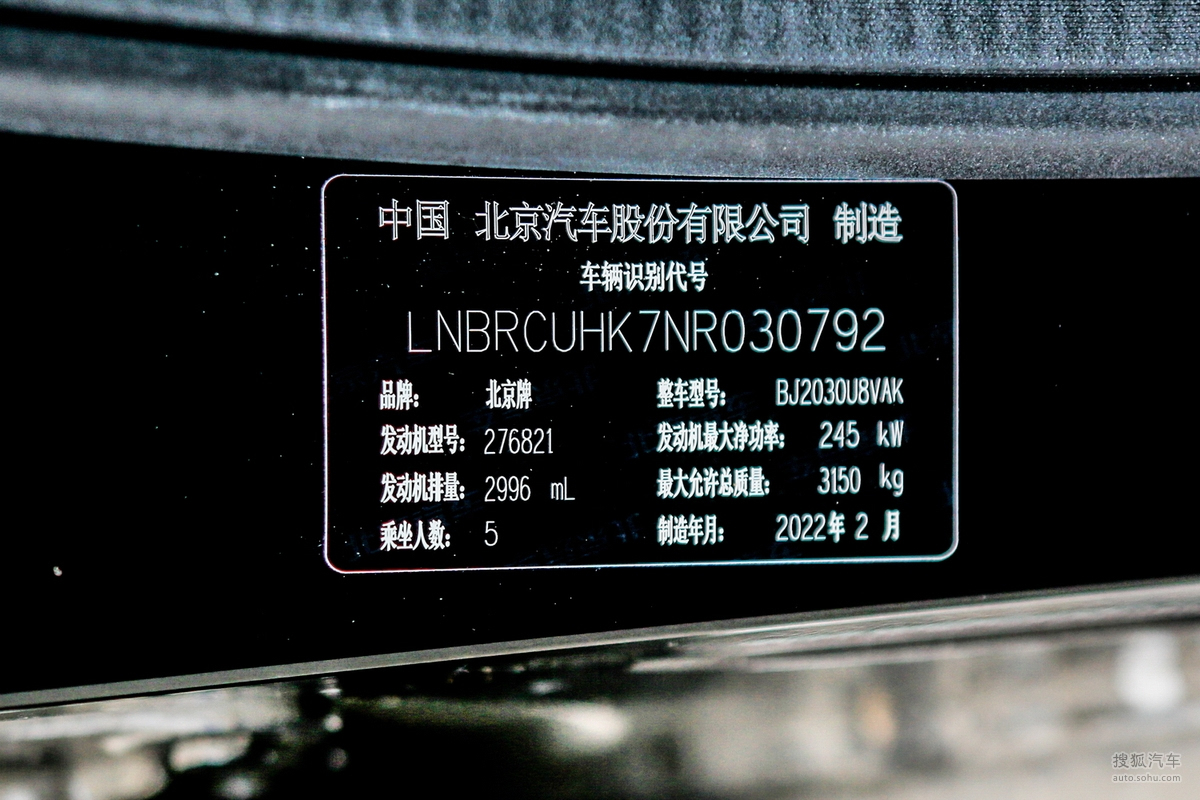 中国 北京汽车股份有限公司 制造
车辆识别代号
LNBRCUHK7NR030792
品牌: 北京牌 整车型号: BJ2030U8VAK
发动机型号: 276821 发动机最大净功率: 245 kW
发动机排量: 2996 mL 最大允许总质量: 3150 kg
乘坐人数: 5 制造年月: 2022年 2 月
搜狐汽车
auto.sohu.com